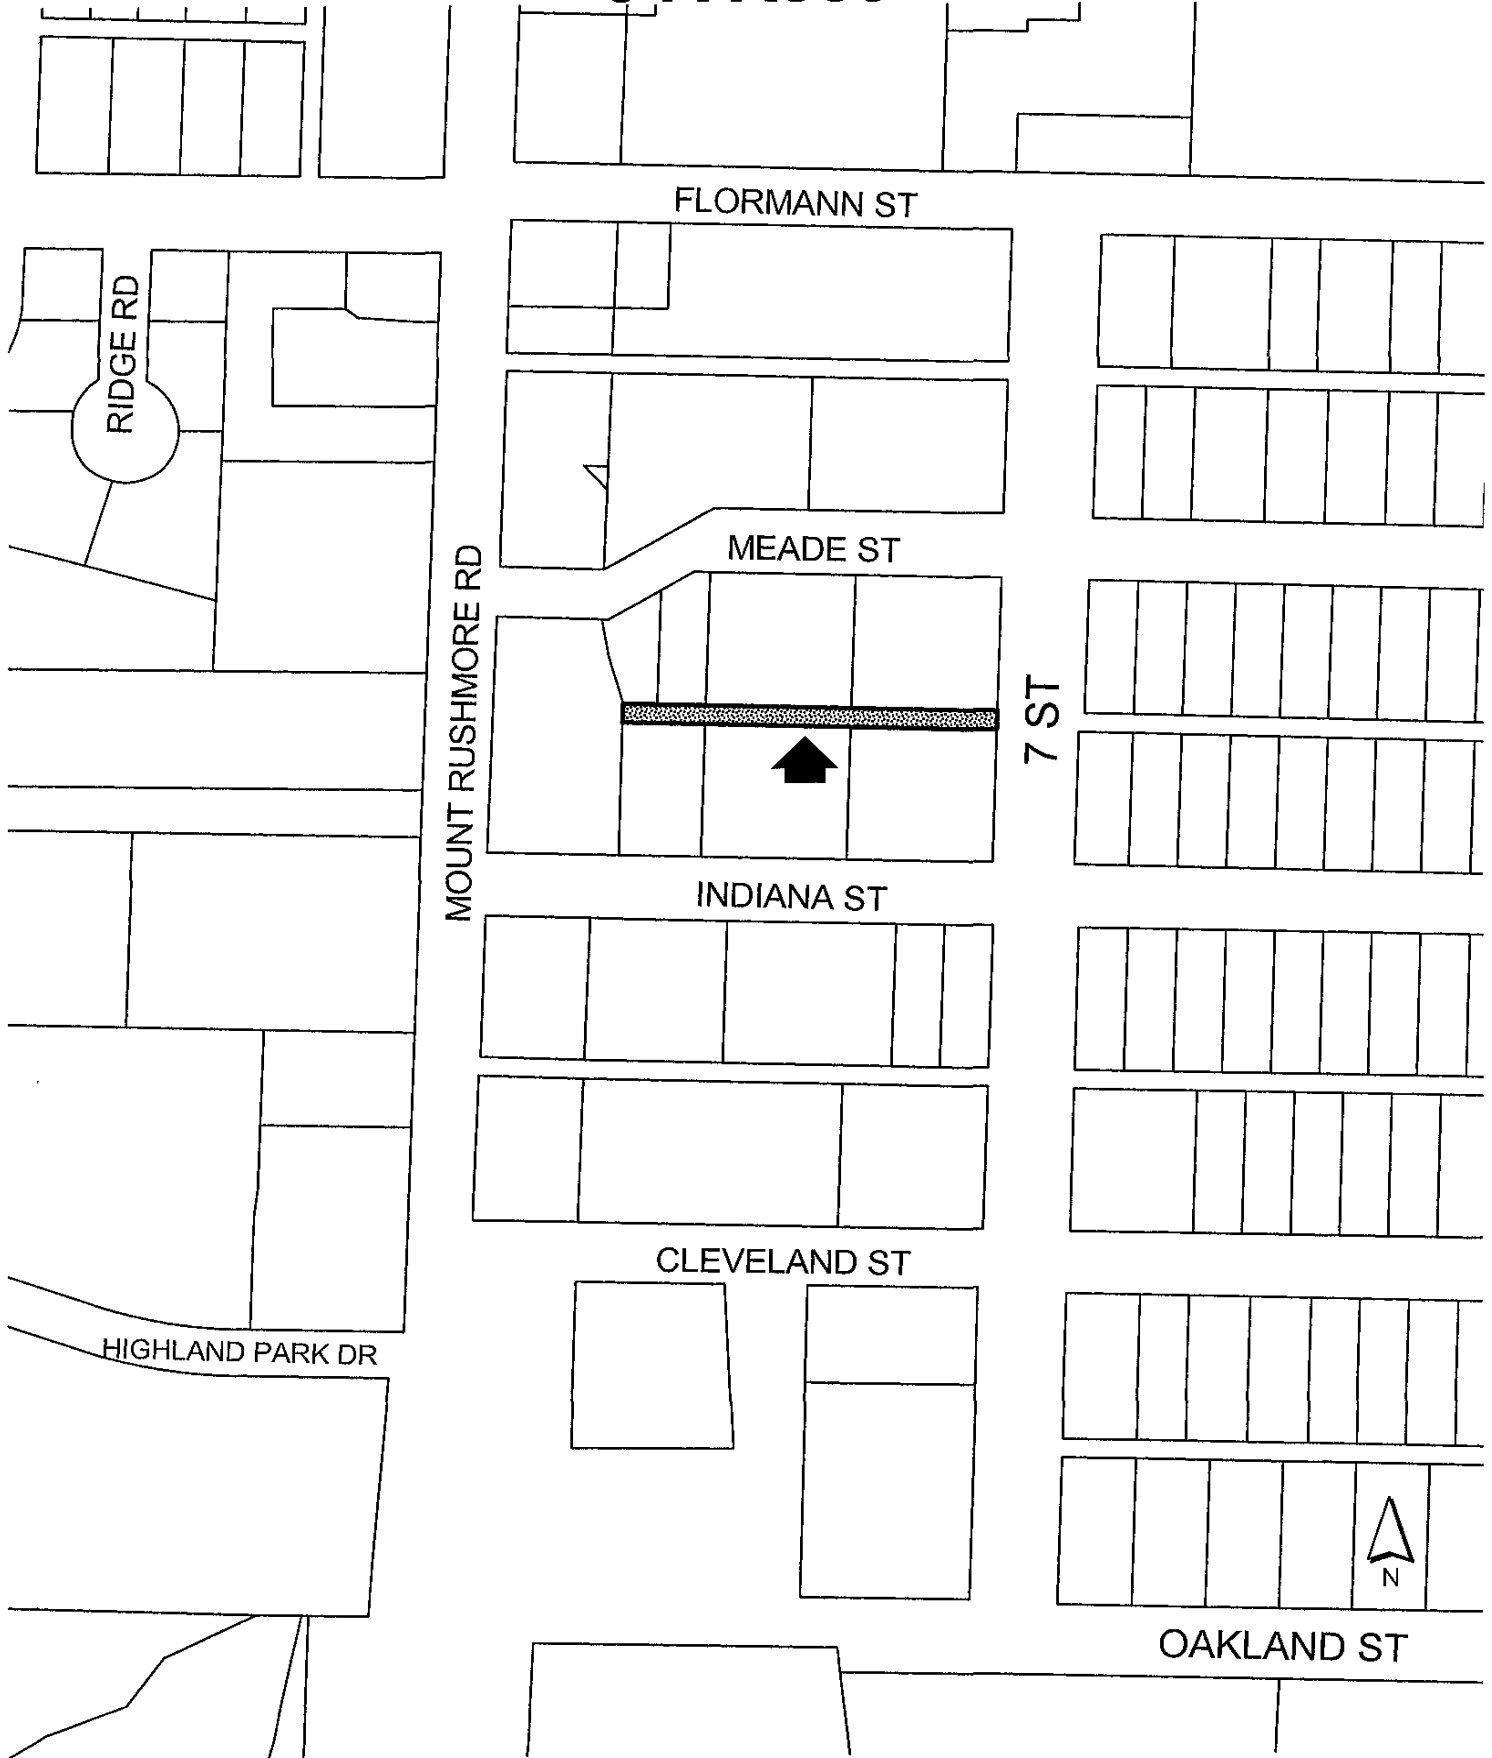 FLORMANN ST
RIDGE RD
MEADE ST
MOUNT RUSHMORE RD
7 ST
INDIANA ST
CLEVELAND ST
HIGHLAND PARK DR
N
OAKLAND ST